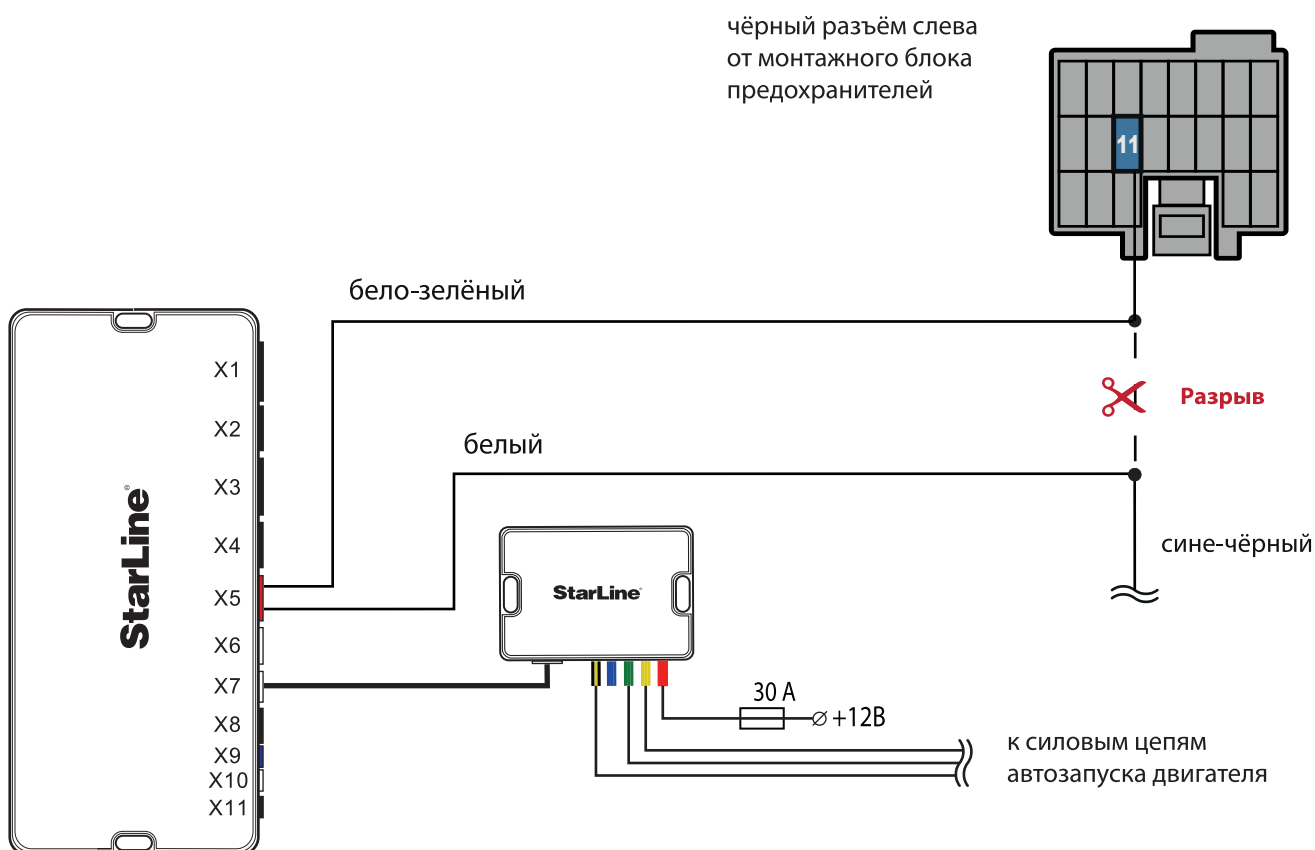 чёрный разъём слева
от монтажного блока
предохранителей
11
бело-зелёный
X1
X2
X3
X4
X5
X6
X7
X8
X9
X10
X11
StarLine®
Разрыв
белый
сине-чёрный
StarLine
30 А
+12В
к силовым цепям
автозапуска двигателя